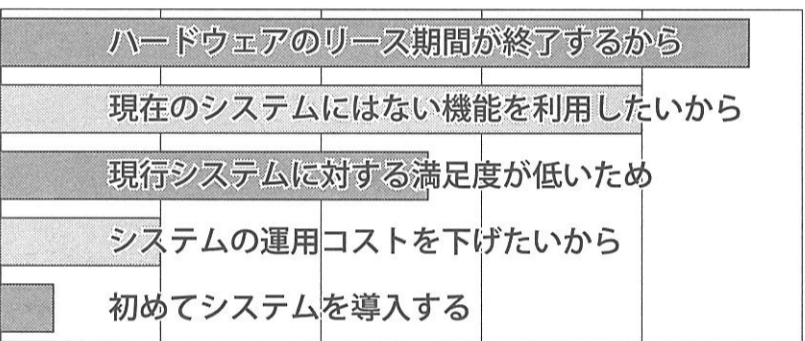 ハードウェアのリース期間が終了するから
現在のシステムにはない機能を利用したいから
現行システムに対する満足度が低いため
システムの運用コストを下げたいから
初めてシステムを導入する